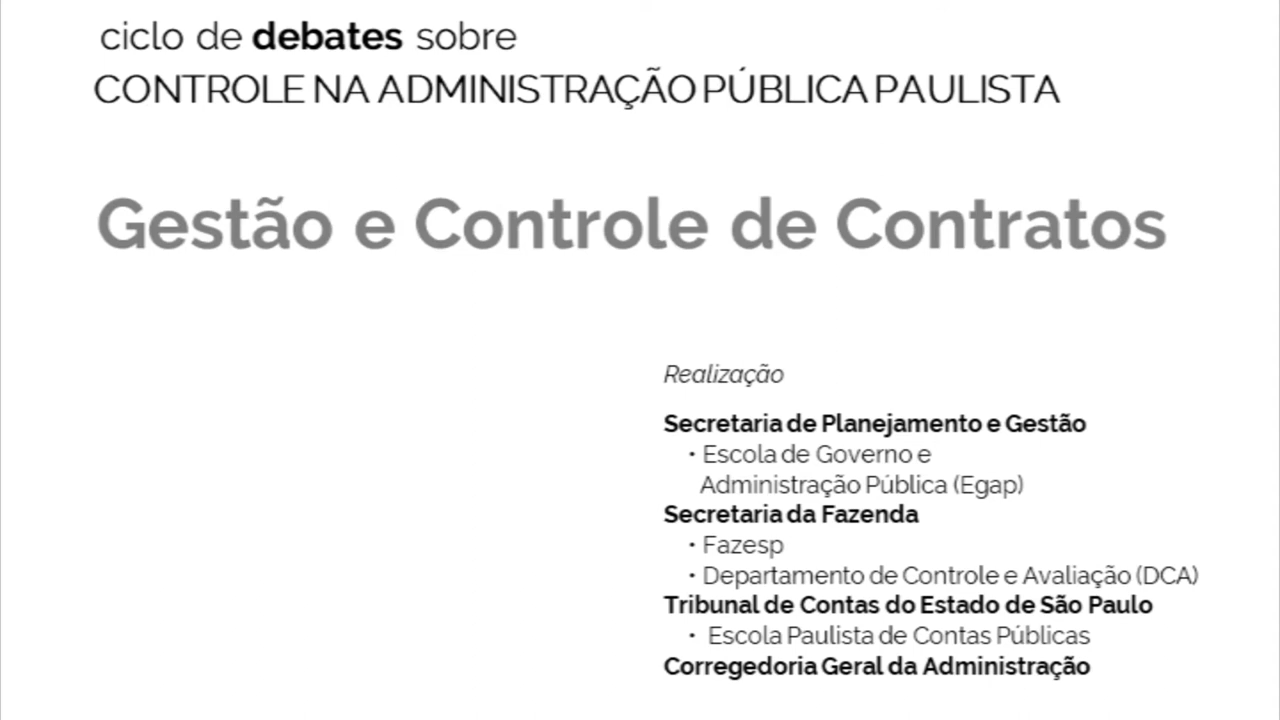 ciclo de debates sobre
CONTROLE NA ADMINISTRAÇÃO PÚBLICA PAULISTA
Gestão e Controle de Contratos
Realização
Secretaria de Planejamento e Gestão
• Escola de Governo e
Administração Pública (Egap)
Secretaria da Fazenda
• Fazesp
• Departamento de Controle e Avaliação (DCA)
Tribunal de Contas do Estado de São Paulo
• Escola Paulista de Contas Públicas
Corregedoria Geral da Administração